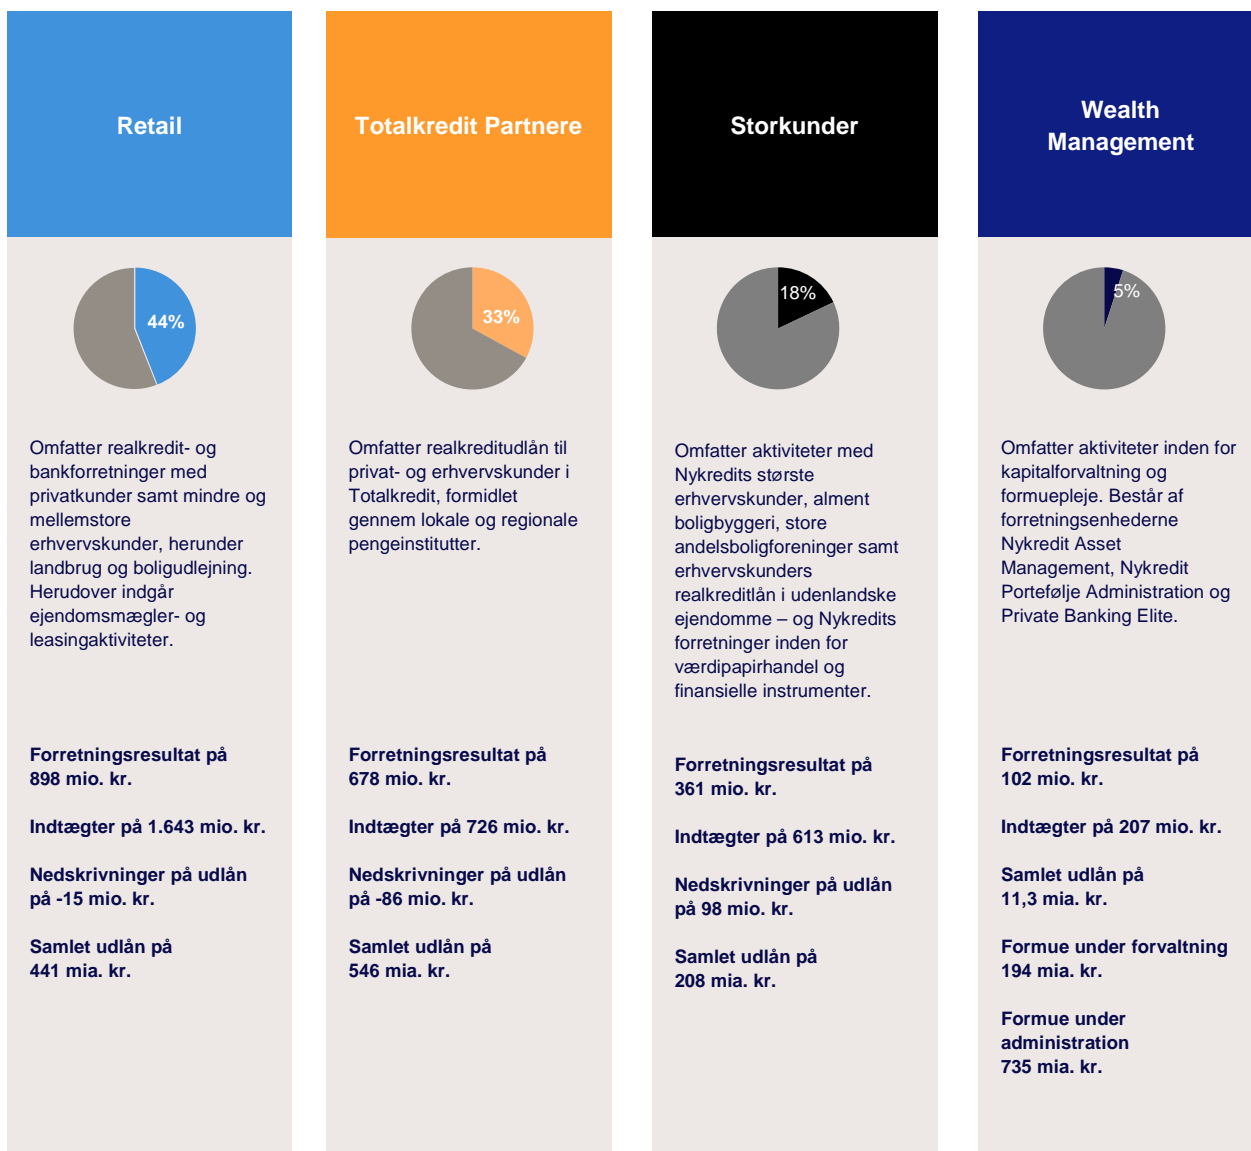 Retail
44%
Omfatter realkredit- og
bankforretninger med
privatkunder samt mindre og
mellemstore
erhvervskunder, herunder
landbrug og boligudlejning.
Herudover indgår
ejendomsmægler- og
leasingaktiviteter.
Forretningsresultat på
898 mio. kr.
Indtægter på 1.643 mio. kr.
Nedskrivninger på udlån
på -15 mio. kr.
Samlet udlån på
441 mia. kr.
Totalkredit Partnere
33%
Omfatter realkreditudlån til
privat- og erhvervskunder i
Totalkredit, formidlet
gennem lokale og regionale
pengeinstitutter.
Forretningsresultat på
678 mio. kr.
Indtægter på 726 mio. kr.
Nedskrivninger på udlån
på -86 mio. kr.
Samlet udlån på
546 mia. kr.
Storkunder
18%
Omfatter aktiviteter med
Nykredits største
erhvervskunder, alment
boligbyggeri, store
andelsboligforeninger samt
erhvervskunders
realkreditlån i udenlandske
ejendomme – og Nykredits
forretninger inden for
værdipapirhandel og
finansielle instrumenter.
Forretningsresultat på
361 mio. kr.
Indtægter på 613 mio. kr.
Nedskrivninger på udlån
på 98 mio. kr.
Samlet udlån på
208 mia. kr.
Wealth
Management
5%
Omfatter aktiviteter inden for
kapitalforvaltning og
formuepleje. Består af
forretningsenhederne
Nykredit Asset
Management, Nykredit
Portefølje Administration og
Private Banking Elite.
Forretningsresultat på
102 mio. kr.
Indtægter på 207 mio. kr.
Samlet udlån på
11,3 mia. kr.
Formue under forvaltning
194 mia. kr.
Formue under
administration
735 mia. kr.